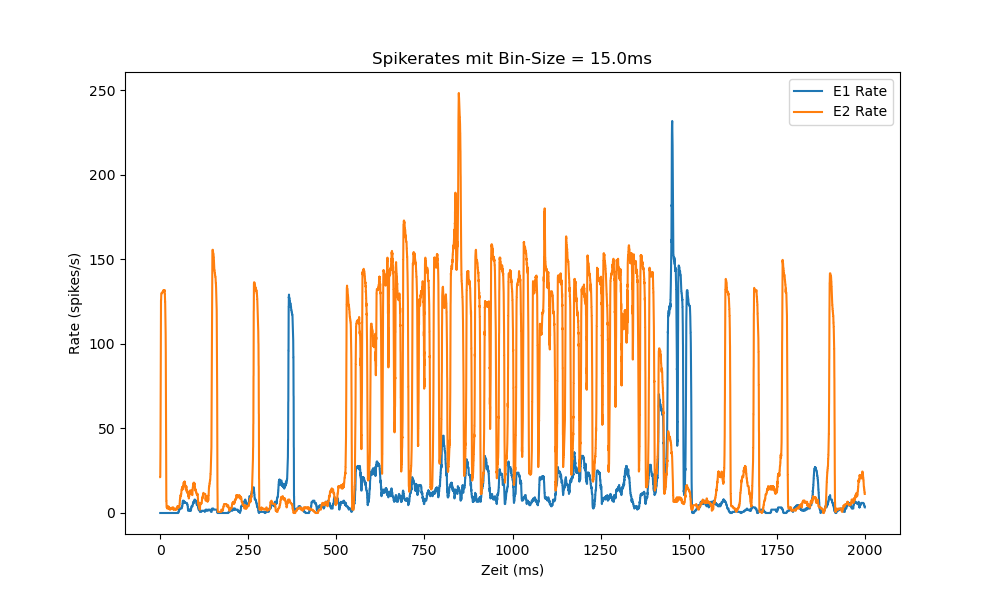 Spikerates mit Bin-Size = 15.0ms
E1 Rate
E2 Rate
250
200
150
100
50
0
Rate (spikes/s)
0 250 500 750 1000 1250 1500 1750 2000
Zeit (ms)